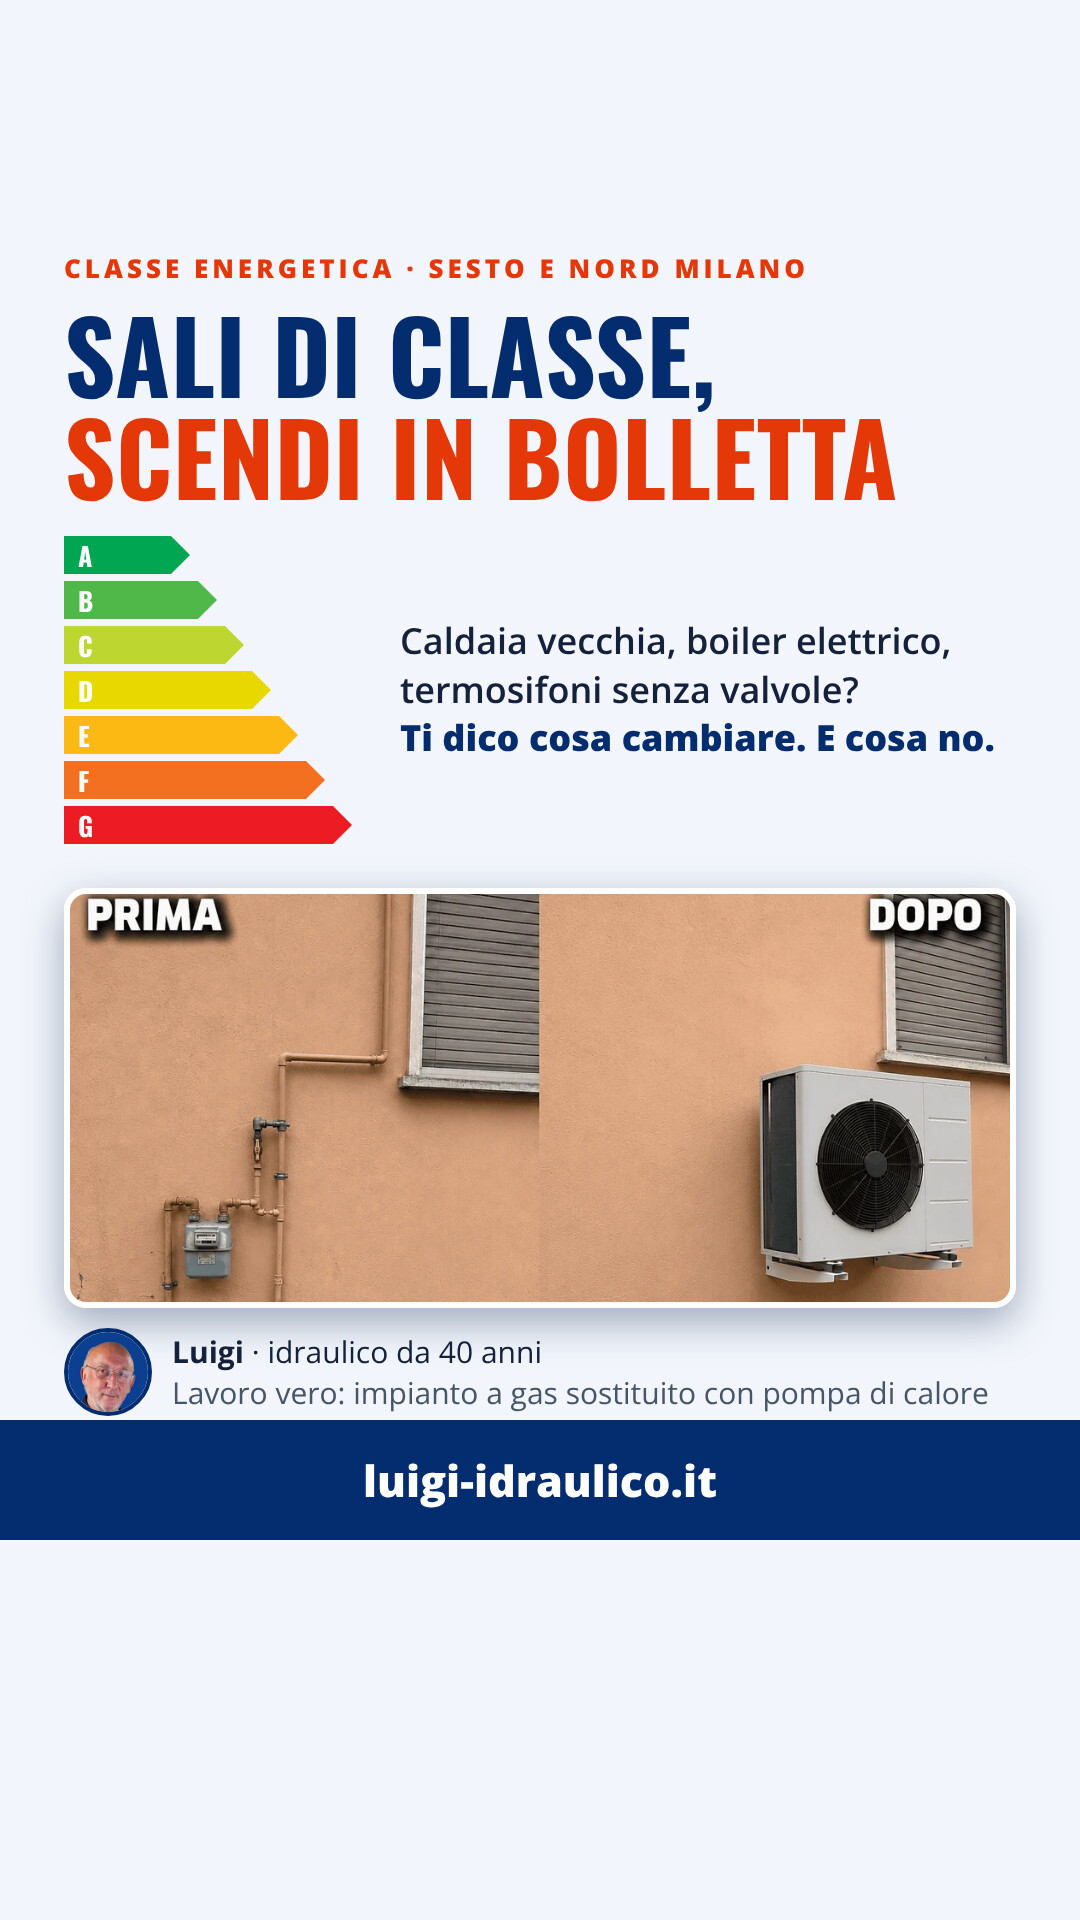 CLASSE ENERGETICA · SESTO E NORD MILANO
SALI DI CLASSE,
SCENDI IN BOLLETTA
A
B
C
D
E
F
G
Caldaia vecchia, boiler elettrico,
termosifoni senza valvole?
Ti dico cosa cambiare. E cosa no.
PRIMA
DOPO
Luigi · idraulico da 40 anni
Lavoro vero: impianto a gas sostituito con pompa di calore
luigi-idraulico.it